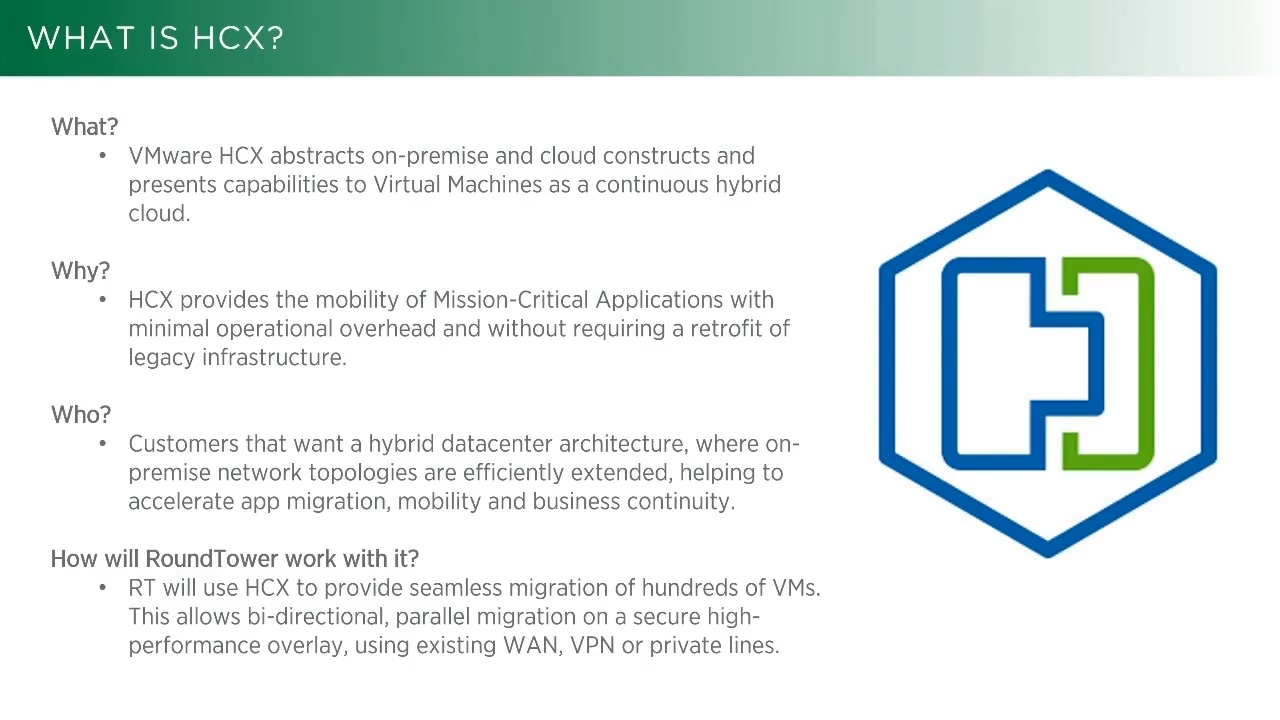 WHAT IS HCX?
What?
• VMware HCX abstracts on-premise and cloud constructs and
presents capabilities to Virtual Machines as a continuous hybrid
cloud.
Why?
• HCX provides the mobility of Mission-Critical Applications with
minimal operational overhead and without requiring a retrofit of
legacy infrastructure.
Who?
• Customers that want a hybrid datacenter architecture, where on-
premise network topologies are efficiently extended, helping to
accelerate app migration, mobility and business continuity.
How will RoundTower work with it?
• RT will use HCX to provide seamless migration of hundreds of VMs.
This allows bi-directional, parallel migration on a secure high-
performance overlay, using existing WAN, VPN or private lines.